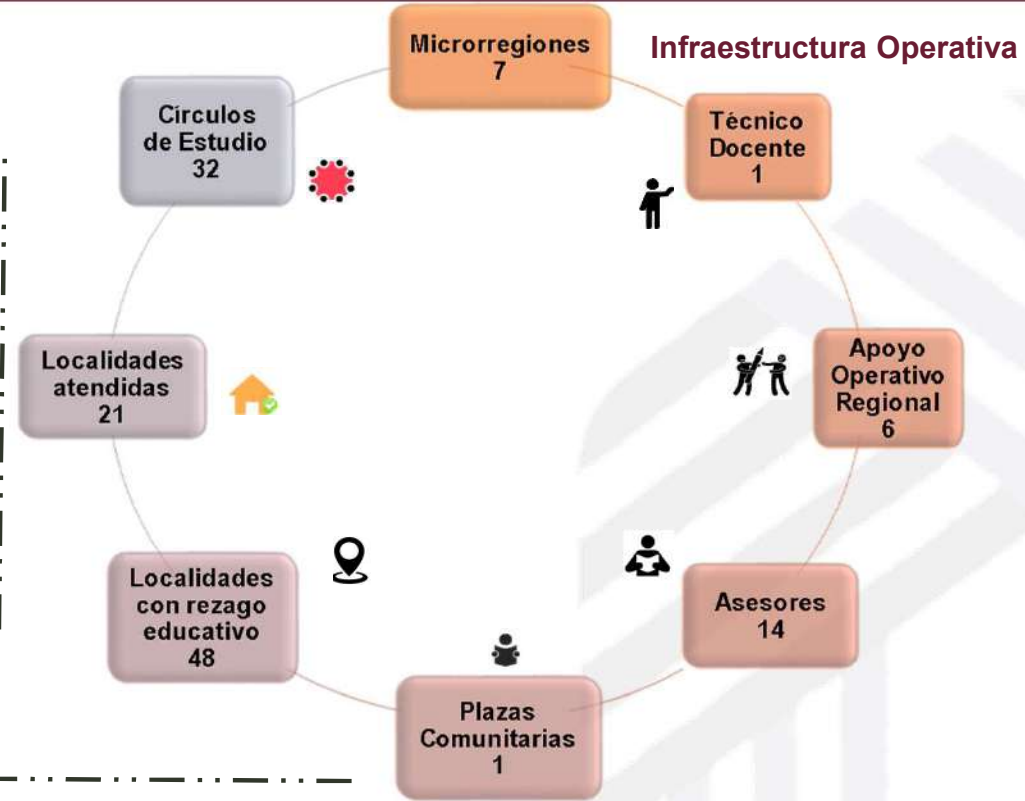 Infraestructura Operativa
Microrregiones
7
Técnico
Docente
1
Apoyo
Operativo
Regional
6
Asesores
14
Plazas
Comunitarias
1
Localidades
con rezago
educativo
48
Localidades
atendidas
21
Círculos
de Estudio
32